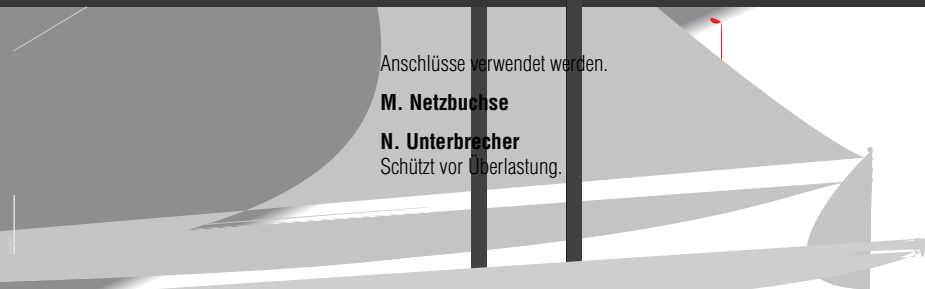 Anschlüsse verwendet werden.
M. Netzbuchse
N. Unterbrecher
Schützt vor Überlastung.